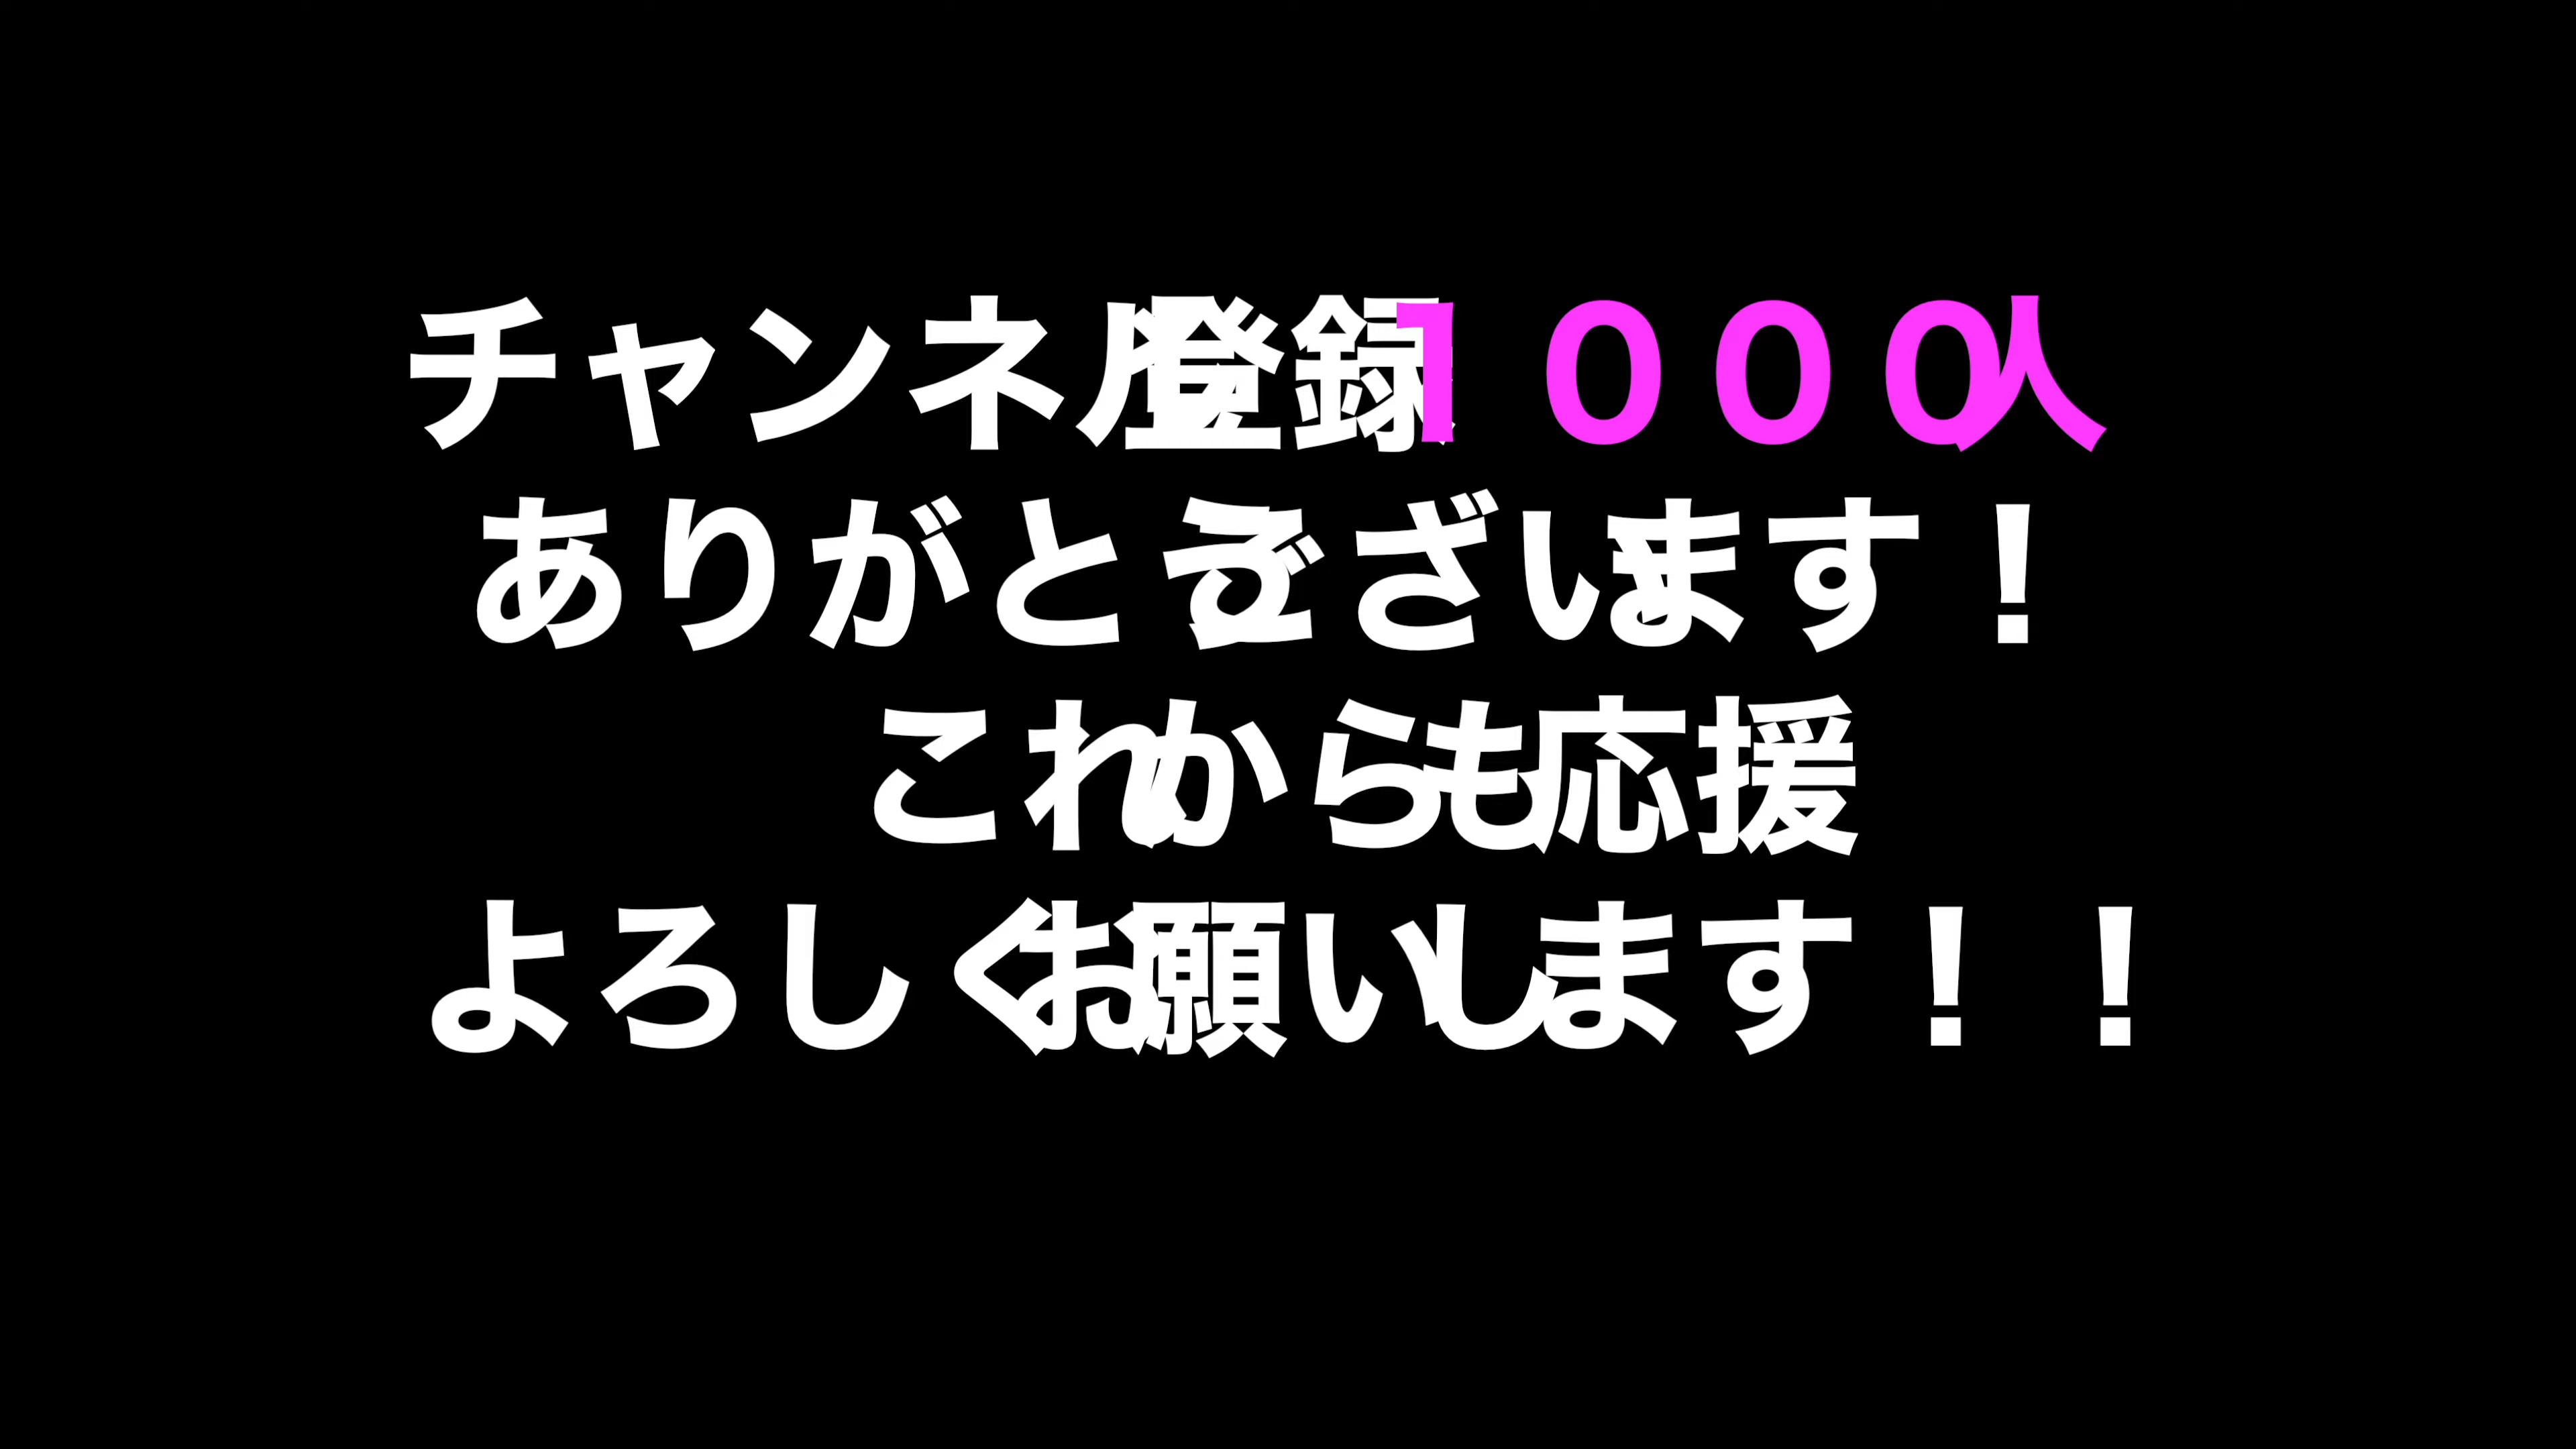 チャンネル登録１０００人
ありがとうございます！
これからも応援
よろしくお願いします！！